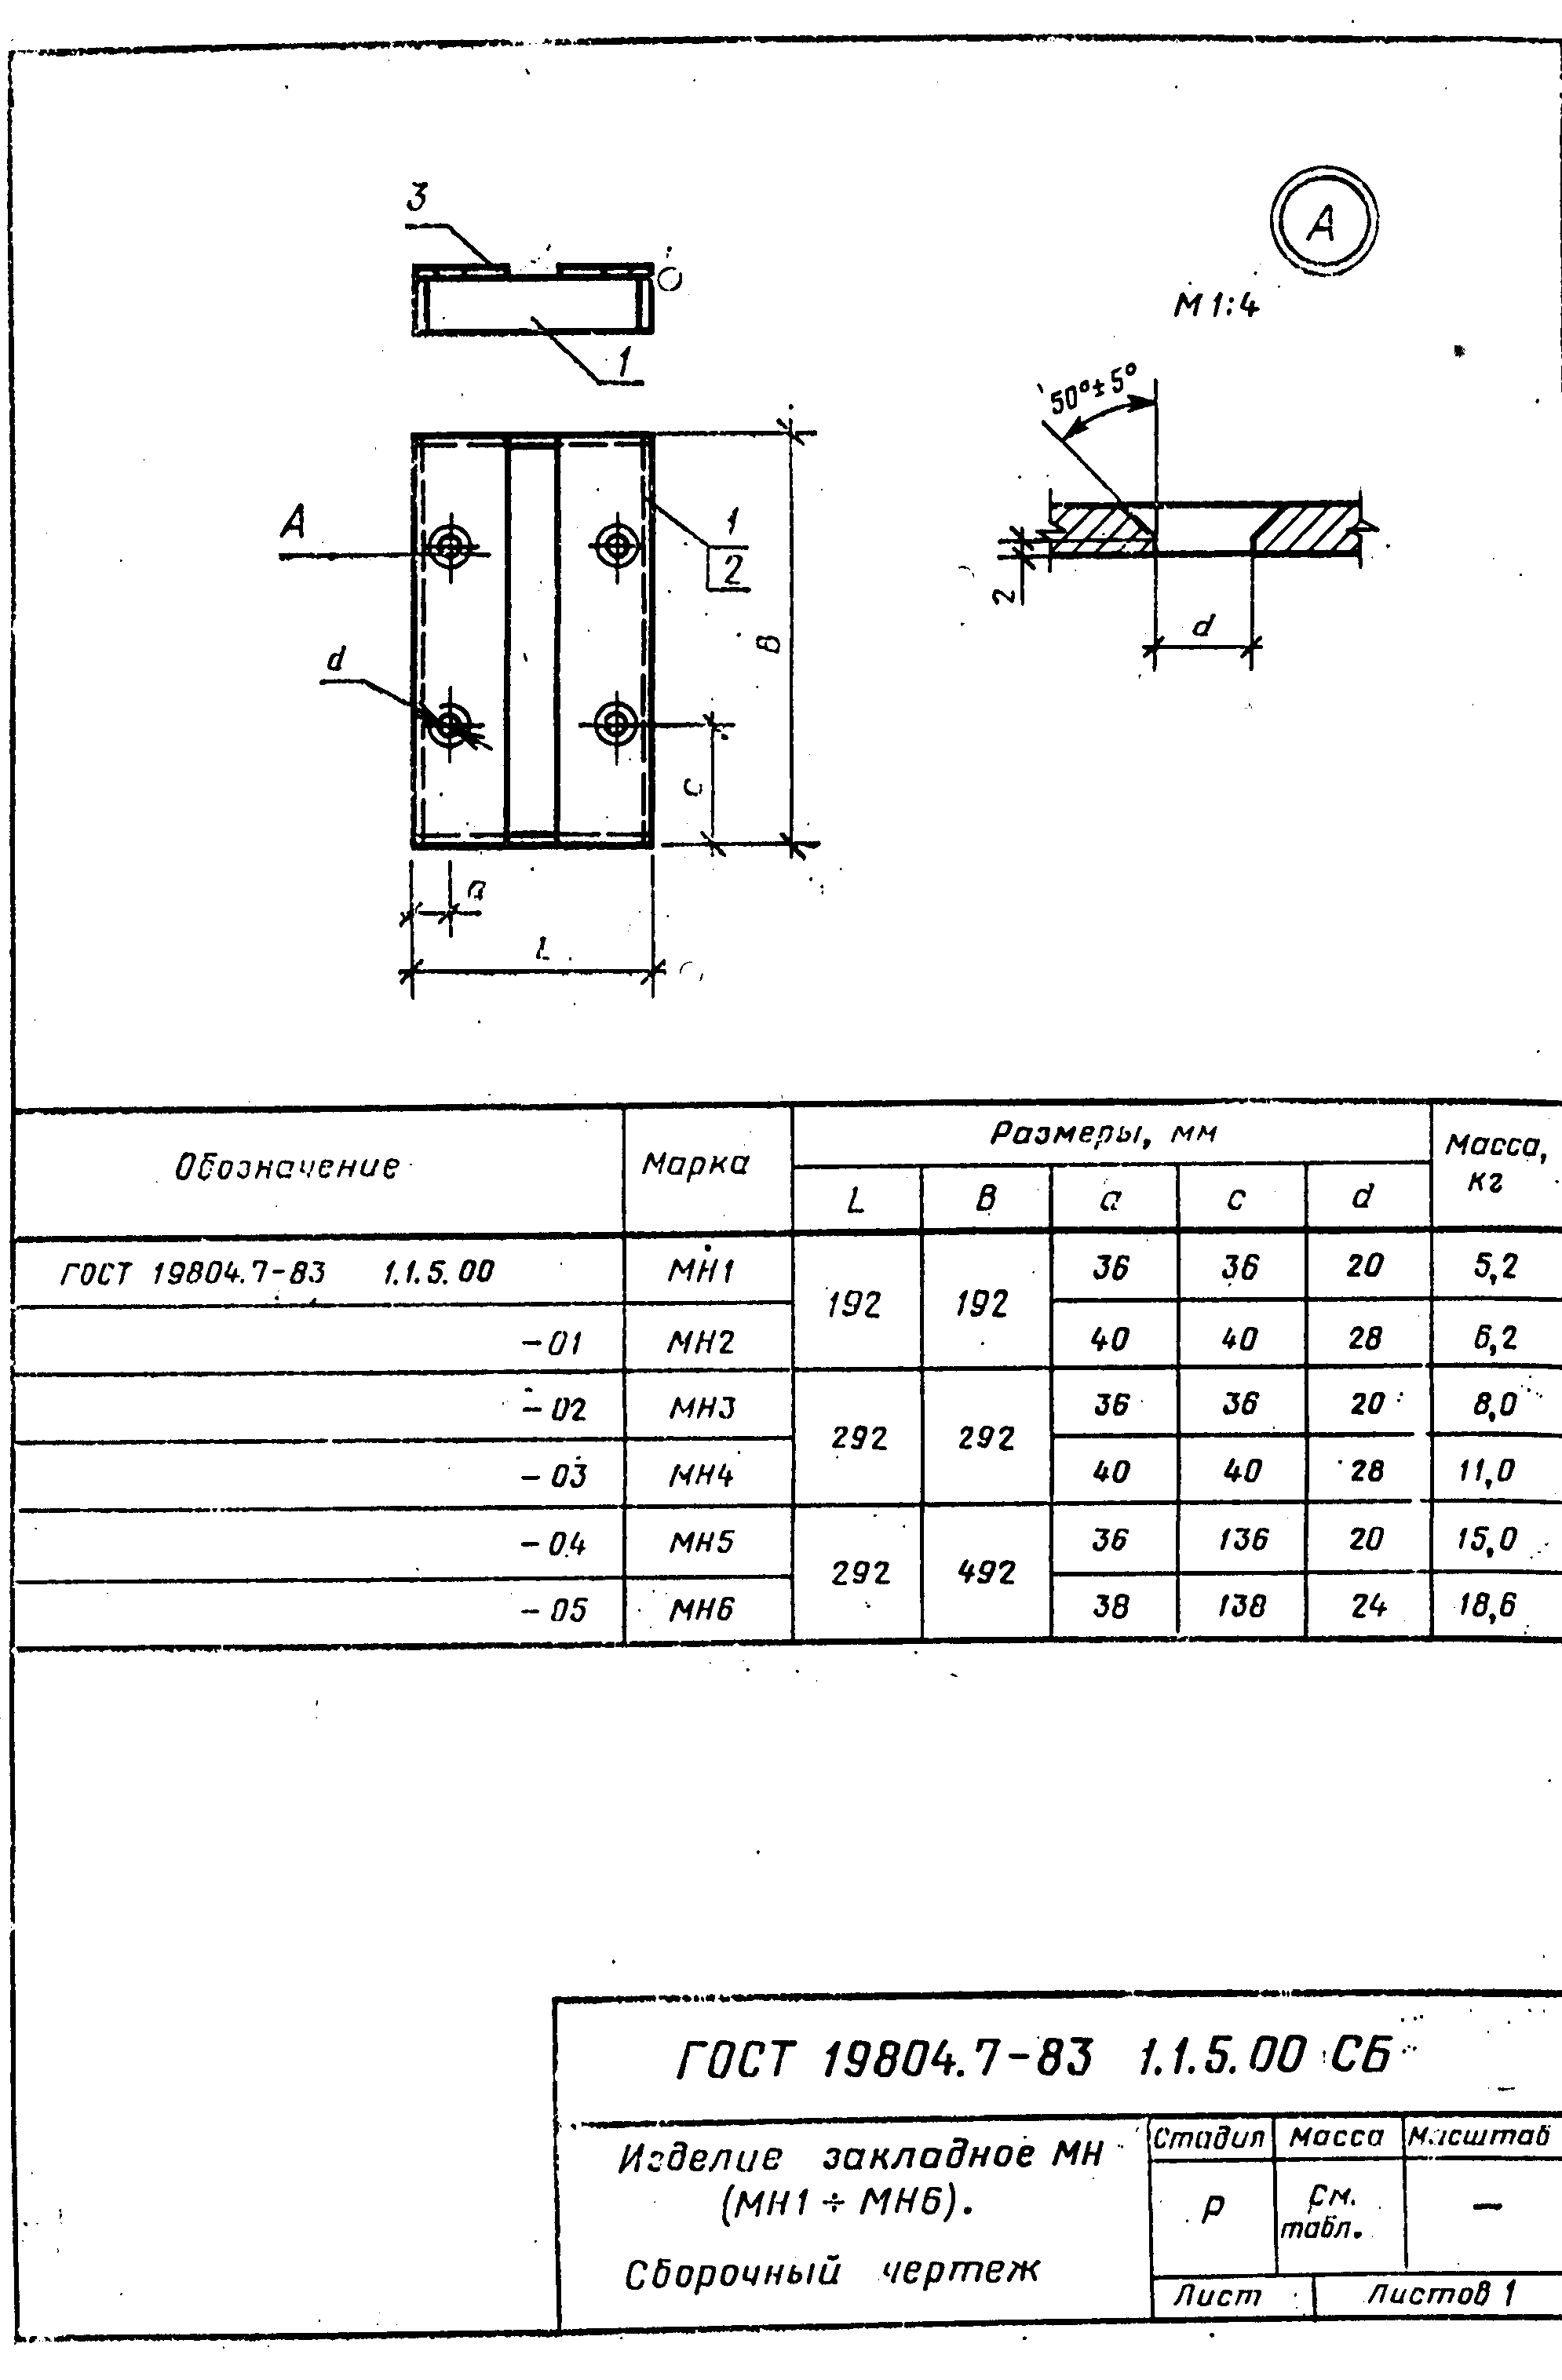 3
A
М 1:4
1
50°±5°
A
1
2
B
2
d
d
c
a
L
Обозначение
Марка
Размеры, мм
Масса, кг
L
B
a
c
d
ГОСТ 19804.7-83 1.1.5.00 МН1 192 192 36 36 20 5,2
-01 МН2 40 40 28 6,2
-02 МН3 292 292 36 36 20 8,0
-03 МН4 40 40 28 11,0
-04 МН5 292 492 36 136 20 15,0
-05 МН6 38 138 24 18,6
ГОСТ 19804.7-83 1.1.5.00 СБ
Изделие закладное МН
(МН1 ÷ МН6).
Сборочный чертеж
Стадия Масса Масштаб
Р см. табл. —
Лист Листов 1